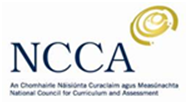 NCCA
An Chomhairle Náisiúnta Curaclaim agus Measúnachta
National Council for Curriculum and Assessment